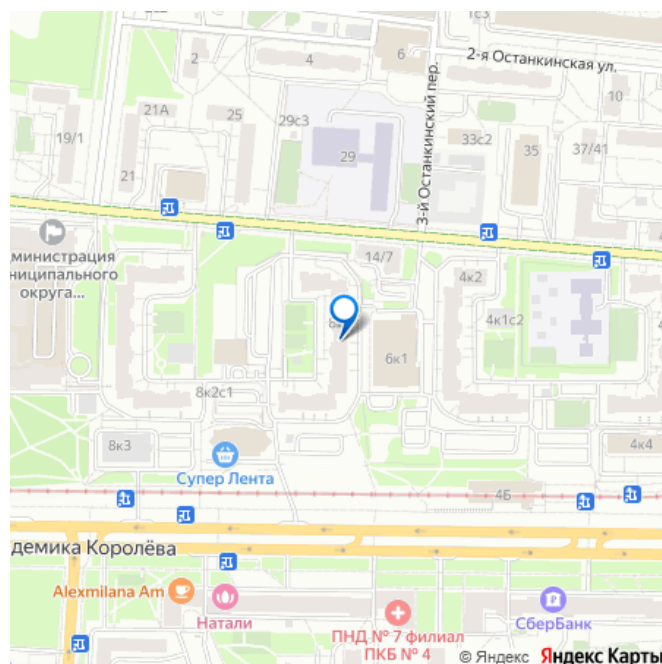 1с3
2-я Останкинская ул.
6
4
2
10
21А
25
29с3
3-й Останкинский пер.
33с2
35
37/41
19/1
29
21
дминистрация
ниципального
округа...
14/7
4к2
4к1с2
6к1
8к2с1
8к3
4к4
Супер Лента
4Б
демика Королёва
Alexmilana Am
Натали
ПНД № 7 филиал
ПКБ № 4
СберБанк
© Яндекс Яндекс Карты